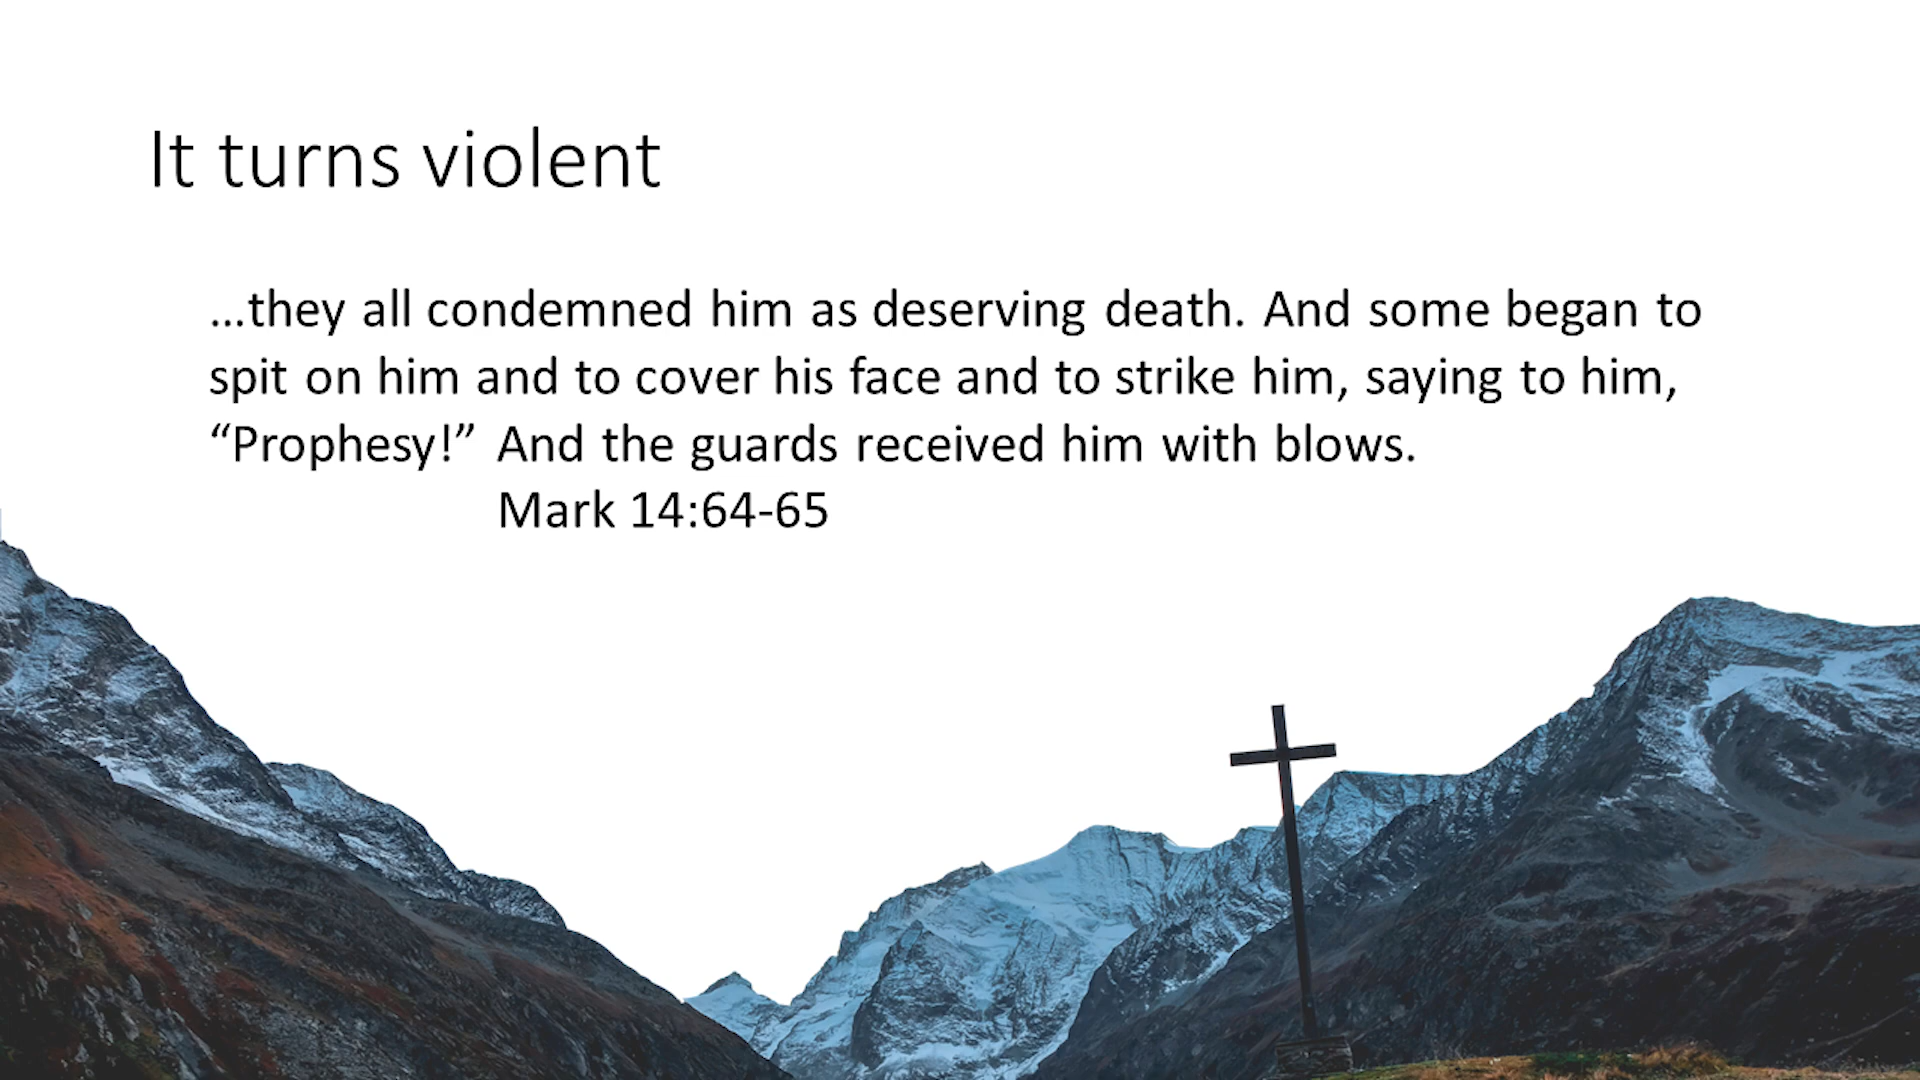 It turns violent
…they all condemned him as deserving death. And some began to
spit on him and to cover his face and to strike him, saying to him,
“Prophesy!” And the guards received him with blows.
Mark 14:64-65